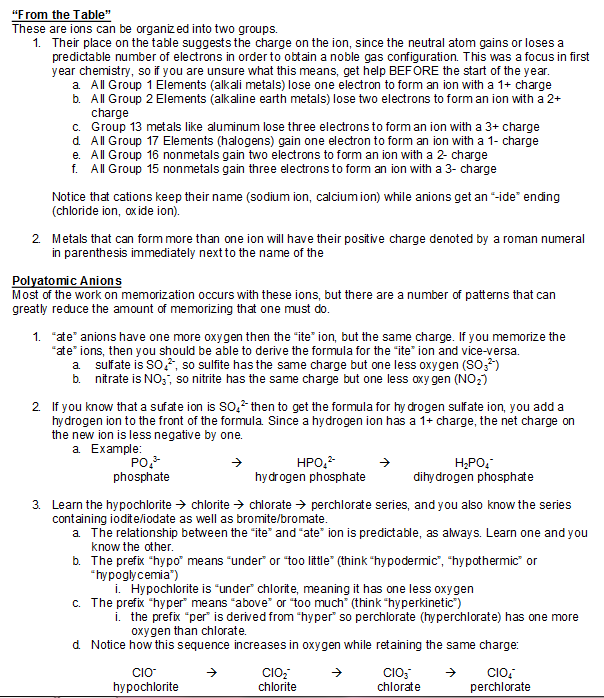 “From the Table”
These are ions can be organized into two groups.
1. Their place on the table suggests the charge on the ion, since the neutral atom gains or loses a
predictable number of electrons in order to obtain a noble gas configuration. This was a focus in first
year chemistry, so if you are unsure what this means, get help BEFORE the start of the year.
a. All Group 1 Elements (alkali metals) lose one electron to form an ion with a 1+ charge
b. All Group 2 Elements (alkaline earth metals) lose two electrons to form an ion with a 2+
charge
c. Group 13 metals like aluminum lose three electrons to form an ion with a 3+ charge
d. All Group 17 Elements (halogens) gain one electron to form an ion with a 1- charge
e. All Group 16 nonmetals gain two electrons to form an ion with a 2- charge
f. All Group 15 nonmetals gain three electrons to form an ion with a 3- charge
Notice that cations keep their name (sodium ion, calcium ion) while anions get an “-ide” ending
(chloride ion, oxide ion).
2. Metals that can form more than one ion will have their positive charge denoted by a roman numeral
in parenthesis immediately next to the name of the
Polyatomic Anions
Most of the work on memorization occurs with these ions, but there are a number of patterns that can
greatly reduce the amount of memorizing that one must do.
1. “ate” anions have one more oxygen then the “ite” ion, but the same charge. If you memorize the
“ate” ions, then you should be able to derive the formula for the “ite” ion and vice-versa.
a. sulfate is SO₄²⁻, so sulfite has the same charge but one less oxygen (SO₃²⁻)
b. nitrate is NO₃⁻, so nitrite has the same charge but one less oxygen (NO₂⁻)
2. If you know that a sufate ion is SO₄²⁻ then to get the formula for hydrogen sulfate ion, you add a
hydrogen ion to the front of the formula. Since a hydrogen ion has a 1+ charge, the net charge on
the new ion is less negative by one.
a. Example:
PO₄³⁻ → HPO₄²⁻ → H₂PO₄⁻
phosphate hydrogen phosphate dihydrogen phosphate
3. Learn the hypochlorite → chlorite → chlorate → perchlorate series, and you also know the series
containing iodite/iodate as well as bromite/bromate.
a. The relationship between the “ite” and “ate” ion is predictable, as always. Learn one and you
know the other.
b. The prefix “hypo” means “under” or “too little” (think “hypodermic”, “hypothermic” or
“hypoglycemia”)
i. Hypochlorite is “under” chlorite, meaning it has one less oxygen
c. The prefix “hyper” means “above” or “too much” (think “hyperkinetic”)
i. the prefix “per” is derived from “hyper” so perchlorate (hyperchlorate) has one more
oxygen than chlorate.
d. Notice how this sequence increases in oxygen while retaining the same charge:
ClO⁻ → ClO₂⁻ → ClO₃⁻ → ClO₄⁻
hypochlorite chlorite chlorate perchlorate